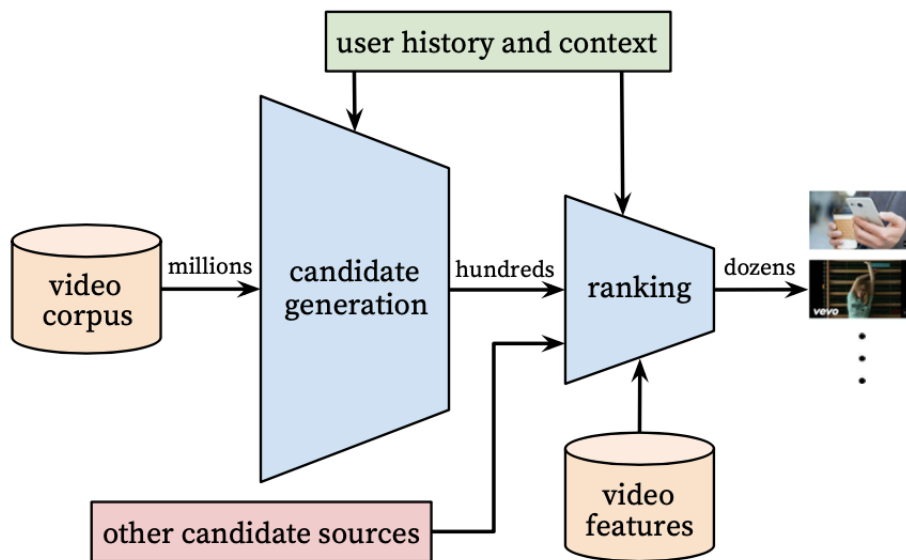 user history and context
video
corpus
millions
candidate
generation
hundreds
ranking
dozens
vevo
other candidate sources
video
features